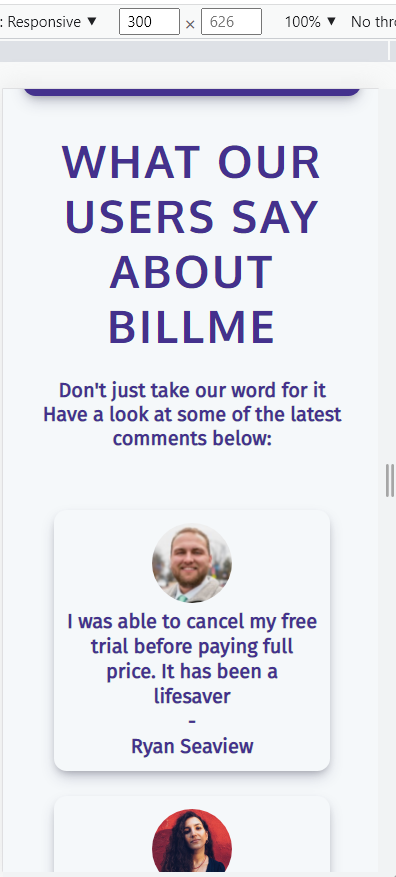 : Responsive ▼ 300 × 626 100% ▼ No thro
WHAT OUR
USERS SAY
ABOUT
BILLME
Don't just take our word for it
Have a look at some of the latest
comments below:
I was able to cancel my free
trial before paying full
price. It has been a
lifesaver
-
Ryan Seaview